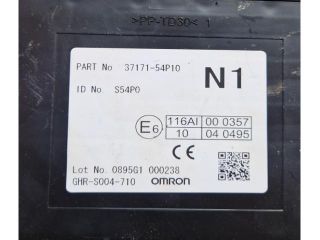 >PP-TD30< 1
PART No 37171-54P10 N1
ID No S54P0
E6 116AI 00 0357
10 04 0495
CE
Lot No. 0895G1 000238
GHR-S004-710 OMRON